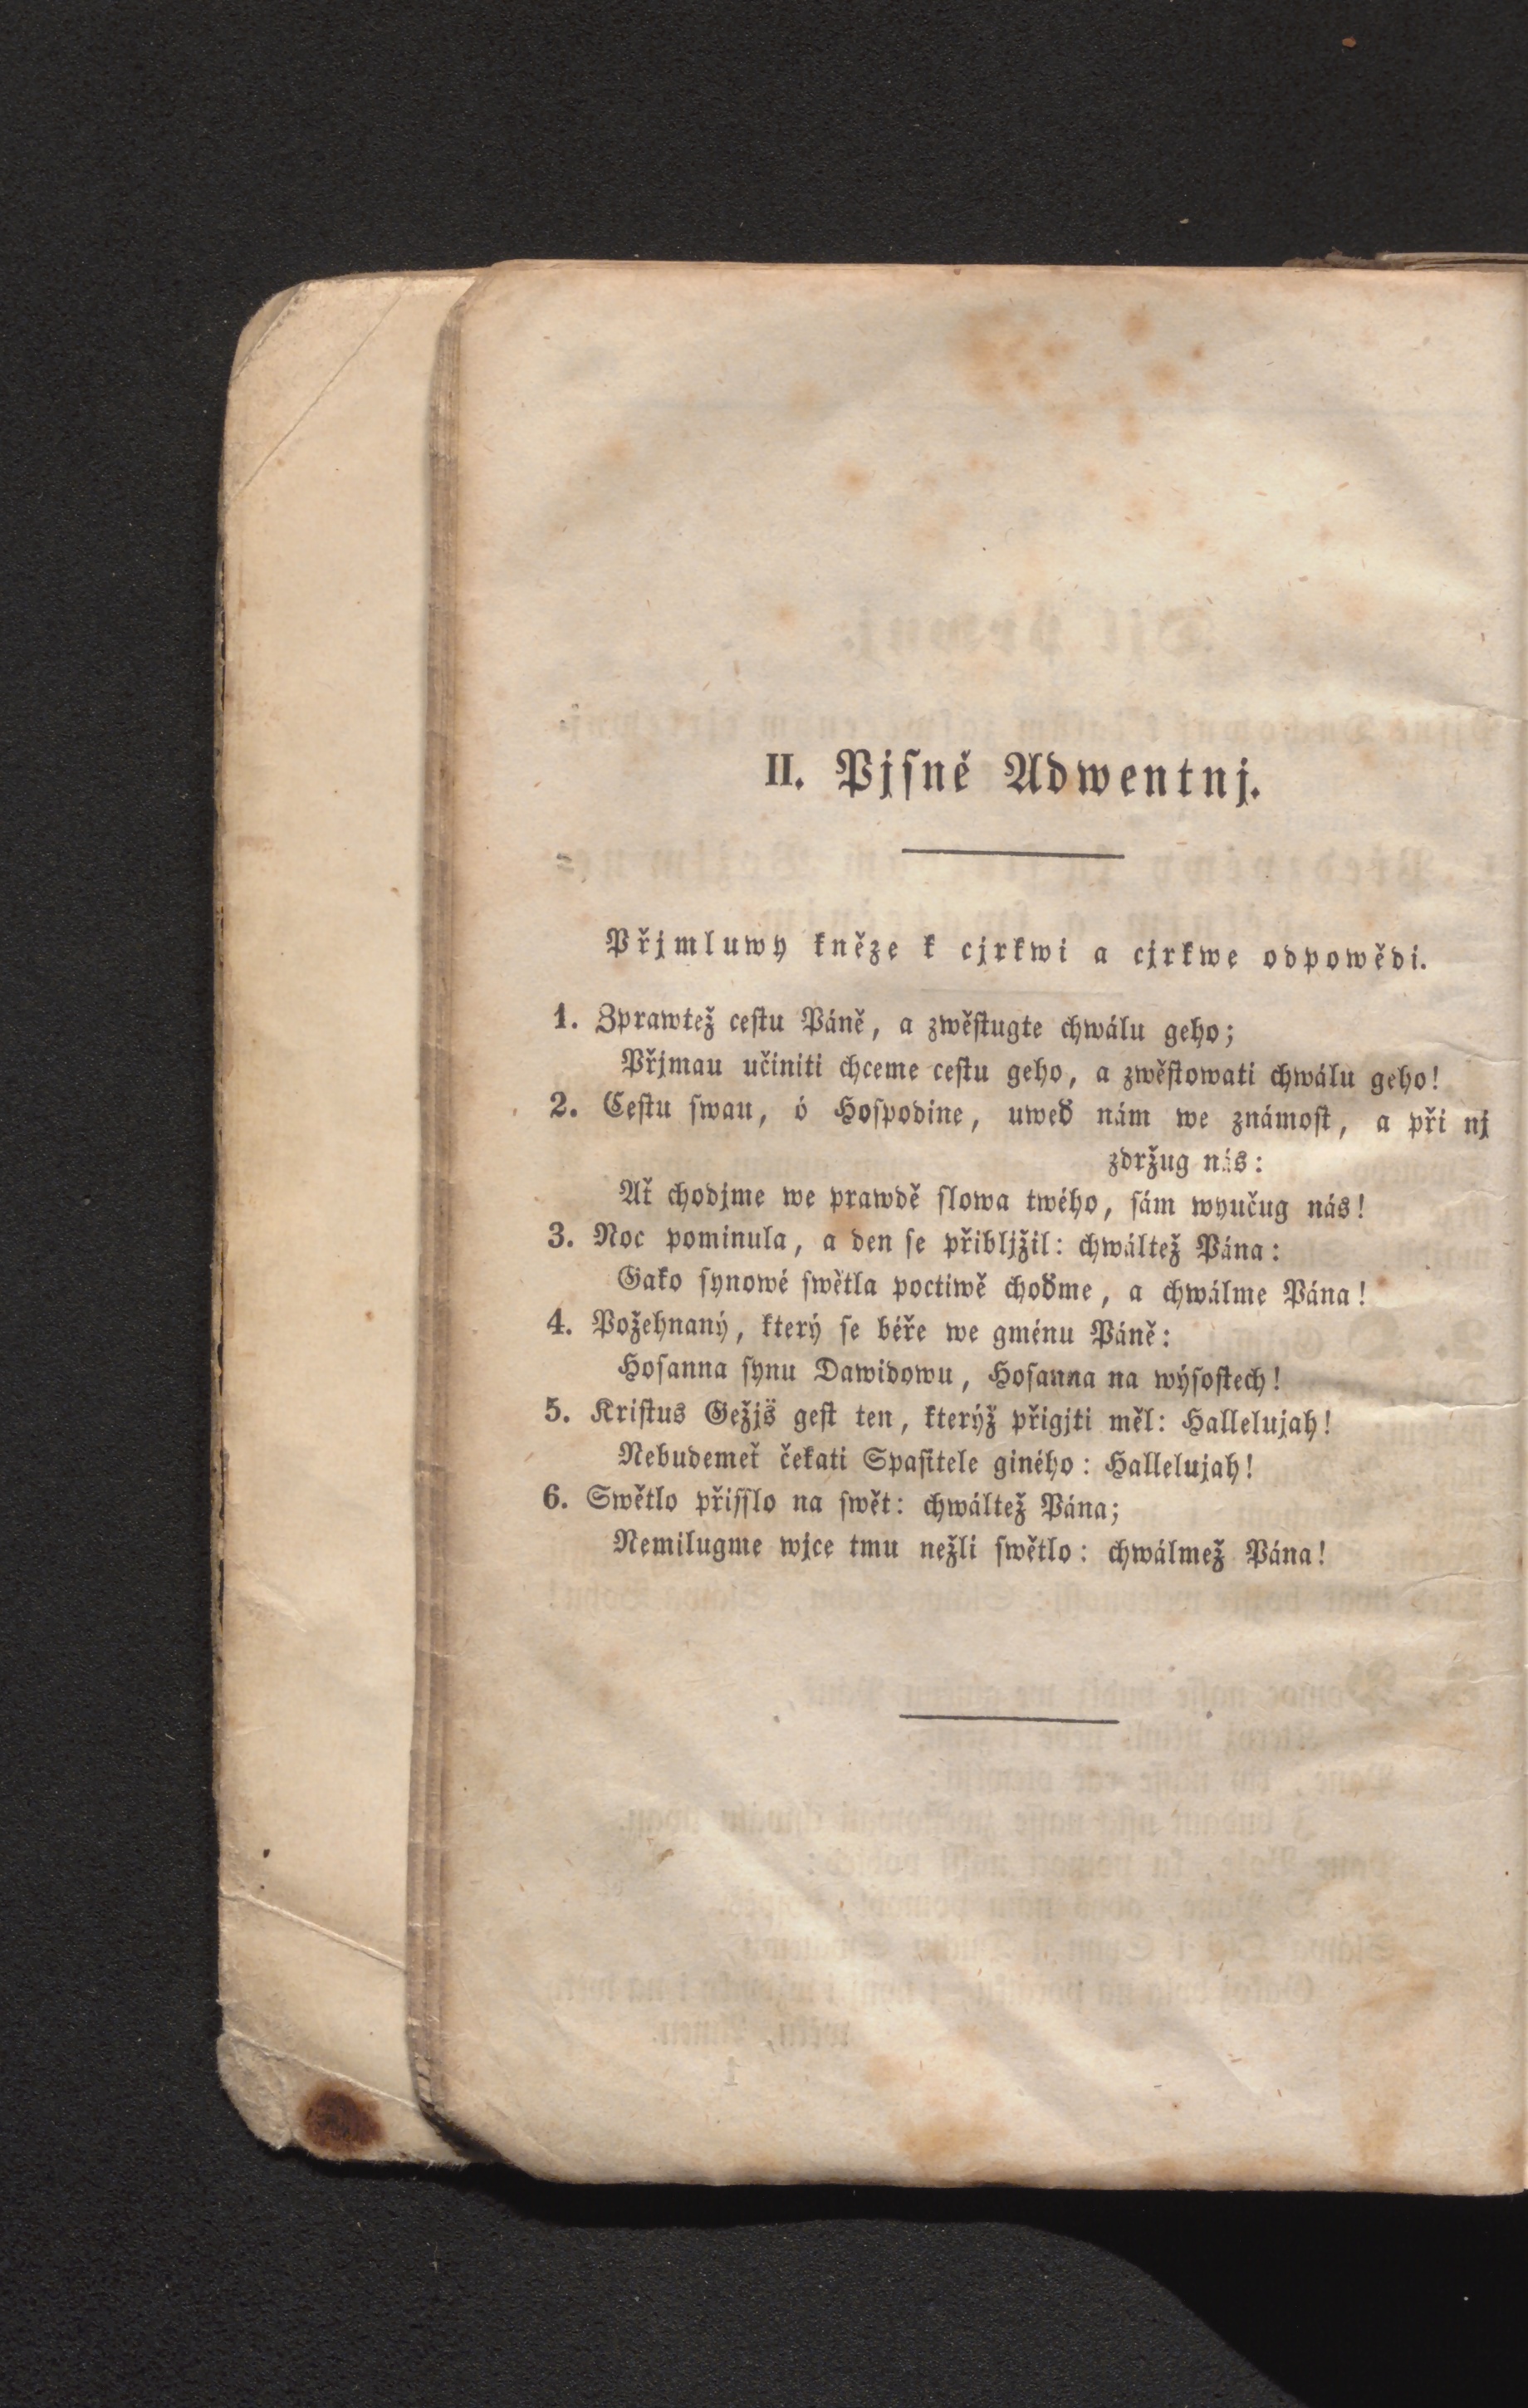 II. Pjsně Adwentnj.
Přjmluwy kněze k cjrkwi a cjrkwe odpowědi.
1. Zprawtež cestu Páně, a zwěstugte chwálu geho;
Přjmau učiniti chceme cestu geho, a zwěstowati chwálu geho!
2. Cestu swau, ó Hospodine, uweď nám we známost, a při nj
zdržug nás:
Ať chodjme we prawdě slowa twého, sám wyučug nás!
3. Noc pominula, a den se přibljžil: chwáltež Pána:
Gako synowé swětla poctiwě choďme, a chwálme Pána!
4. Požehnaný, který se béře we gménu Páně:
Hosanna synu Dawidowu, Hosanna na wýsostech!
5. Kristus Gežjš gest ten, kterýž přigjti měl: Hallelujah!
Nebudemeť čekati Spasitele giného: Hallelujah!
6. Swětlo přisslo na swět: chwáltež Pána;
Nemilugme wjce tmu nežli swětlo: chwálmež Pána!